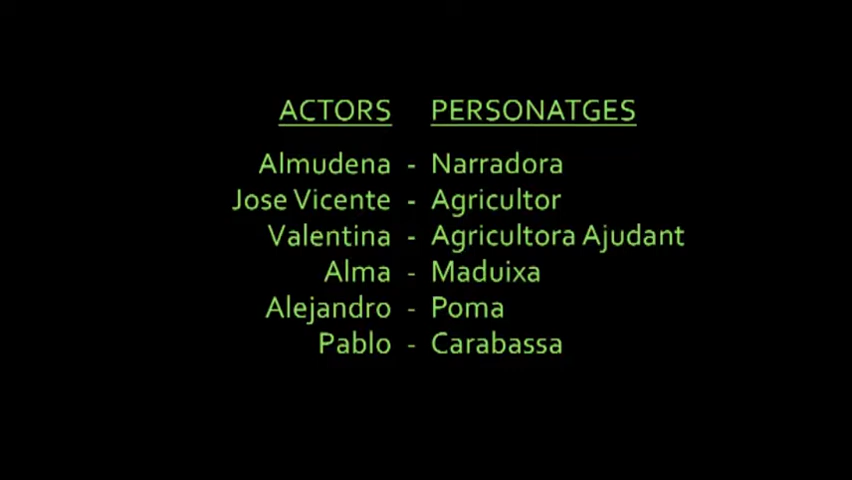 ACTORS PERSONATGES
Almudena - Narradora
Jose Vicente - Agricultor
Valentina - Agricultora Ajudant
Alma - Maduixa
Alejandro - Poma
Pablo - Carabassa